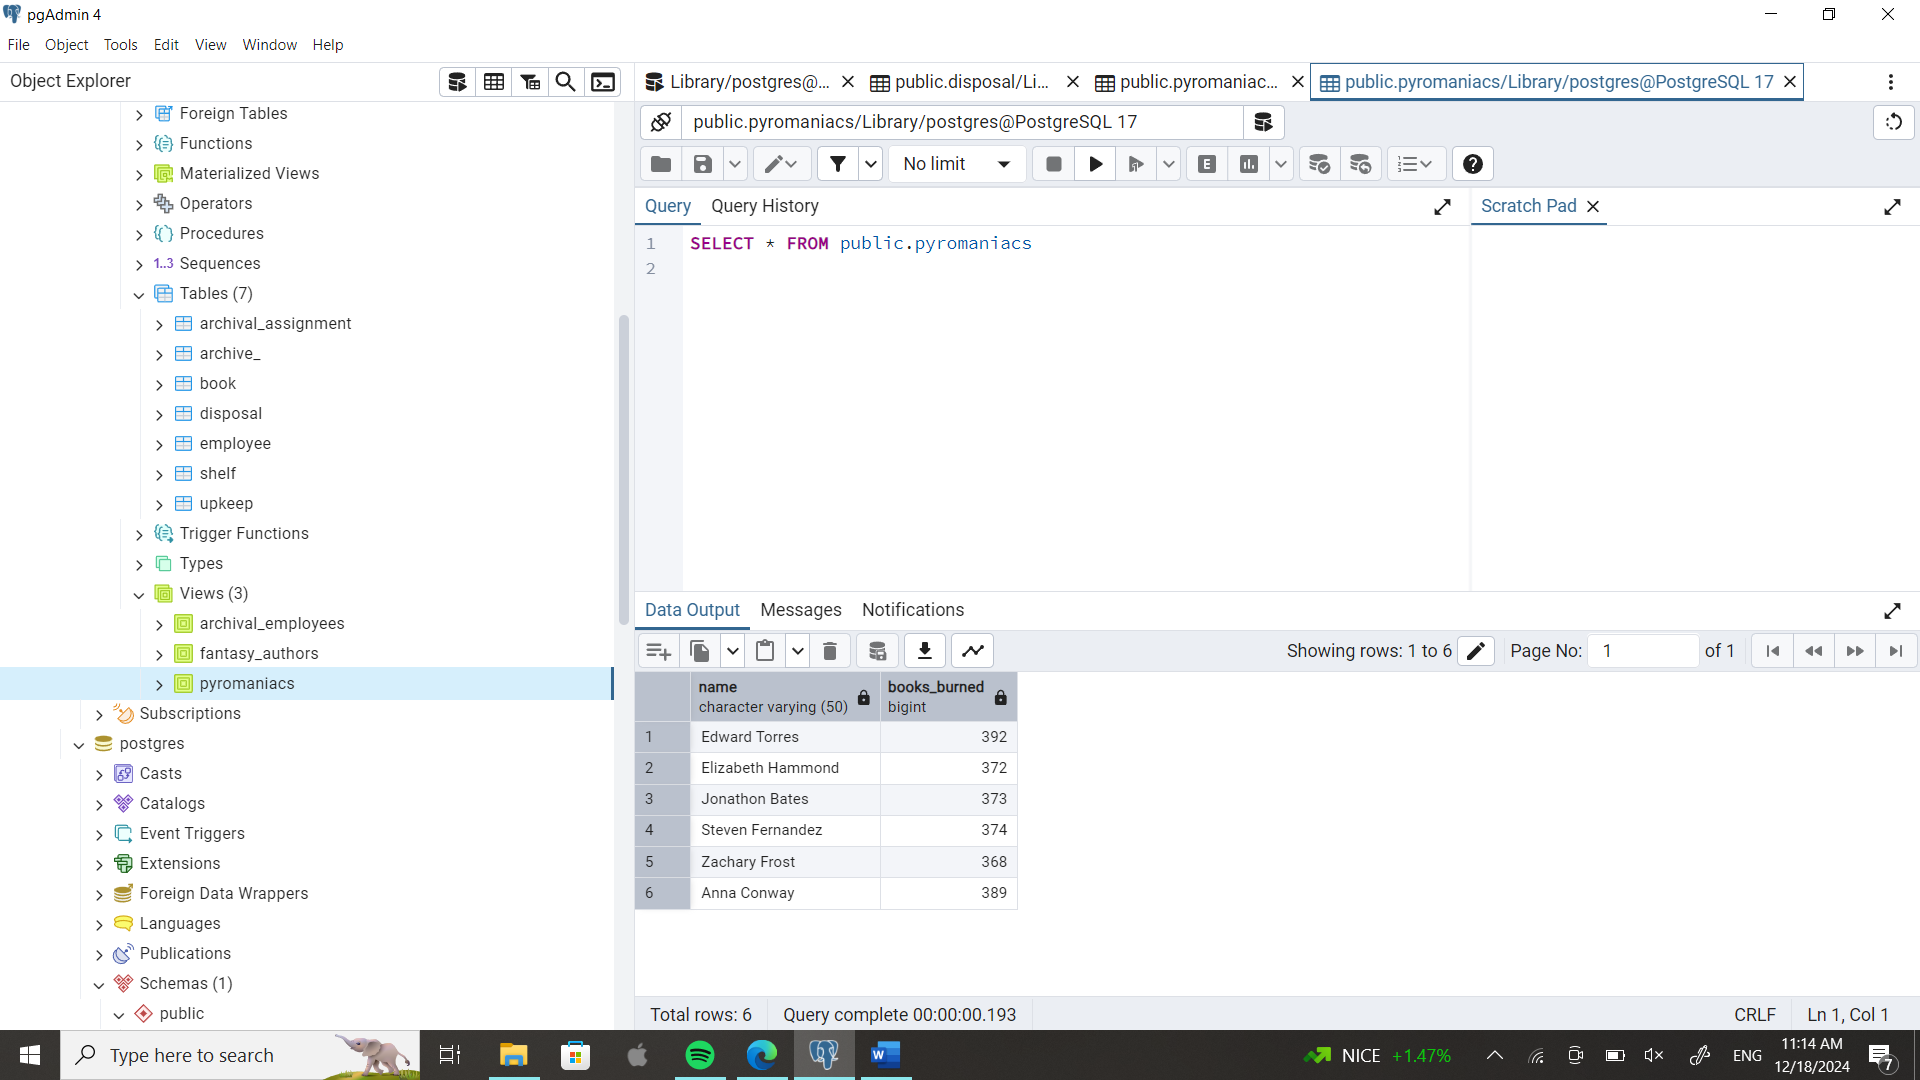 pgAdmin 4
File Object Tools Edit View Window Help
Object Explorer
Foreign Tables
Functions
Materialized Views
Operators
Procedures
1..3 Sequences
Tables (7)
archival_assignment
archive_
book
disposal
employee
shelf
upkeep
Trigger Functions
Types
Views (3)
archival_employees
fantasy_authors
pyromaniacs
Subscriptions
postgres
Casts
Catalogs
Event Triggers
Extensions
Foreign Data Wrappers
Languages
Publications
Schemas (1)
public
Library/postgres@... public.disposal/Li... public.pyromaniac... public.pyromaniacs/Library/postgres@PostgreSQL 17
public.pyromaniacs/Library/postgres@PostgreSQL 17
No limit E
Query Query History Scratch Pad
1 SELECT * FROM public.pyromaniacs
2
Data Output Messages Notifications
Showing rows: 1 to 6 Page No: 1 of 1
name books_burned
character varying (50) bigint
1 Edward Torres 392
2 Elizabeth Hammond 372
3 Jonathon Bates 373
4 Steven Fernandez 374
5 Zachary Frost 368
6 Anna Conway 389
Total rows: 6 Query complete 00:00:00.193 CRLF Ln 1, Col 1
Type here to search W NICE +1.47% ENG 11:14 AM
12/18/2024 7